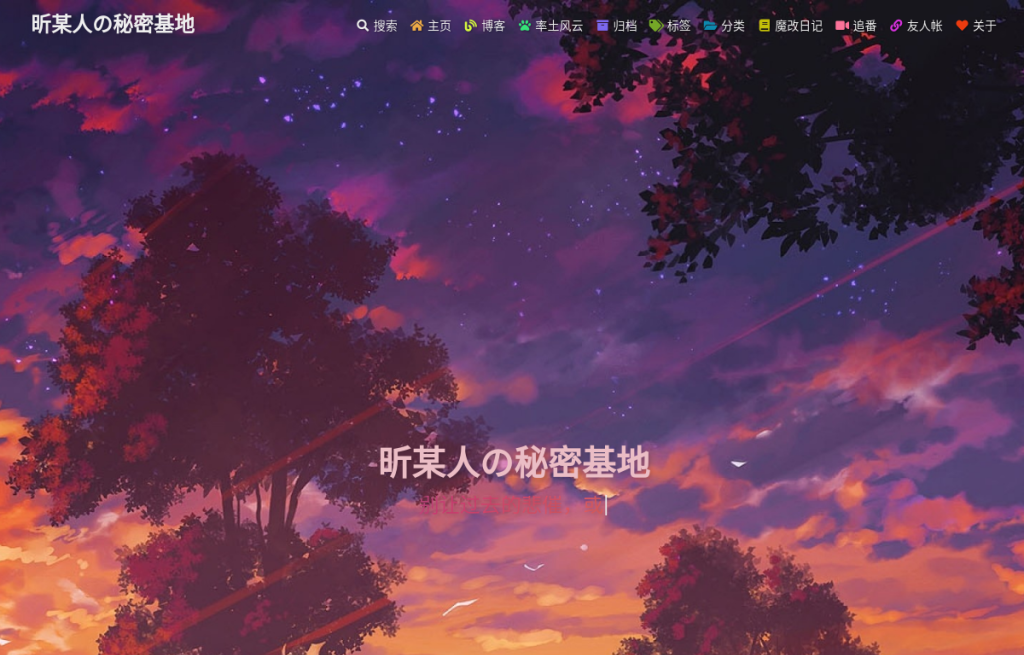 昕某人の秘密基地
搜索 主页 博客 率土风云 归档 标签 分类 魔改日记 追番 友人帐 关于
昕某人の秘密基地